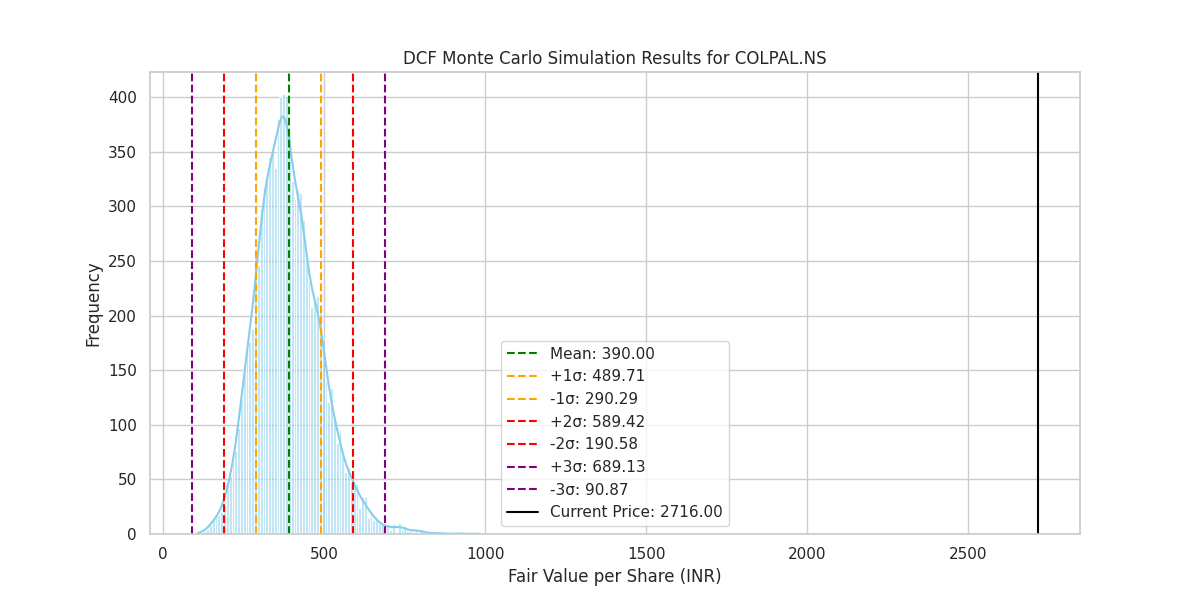 DCF Monte Carlo Simulation Results for COLPAL.NS
Frequency
400
350
300
250
200
150
100
50
0
Mean: 390.00
+1σ: 489.71
-1σ: 290.29
+2σ: 589.42
-2σ: 190.58
+3σ: 689.13
-3σ: 90.87
Current Price: 2716.00
0 500 1000 1500 2000 2500
Fair Value per Share (INR)